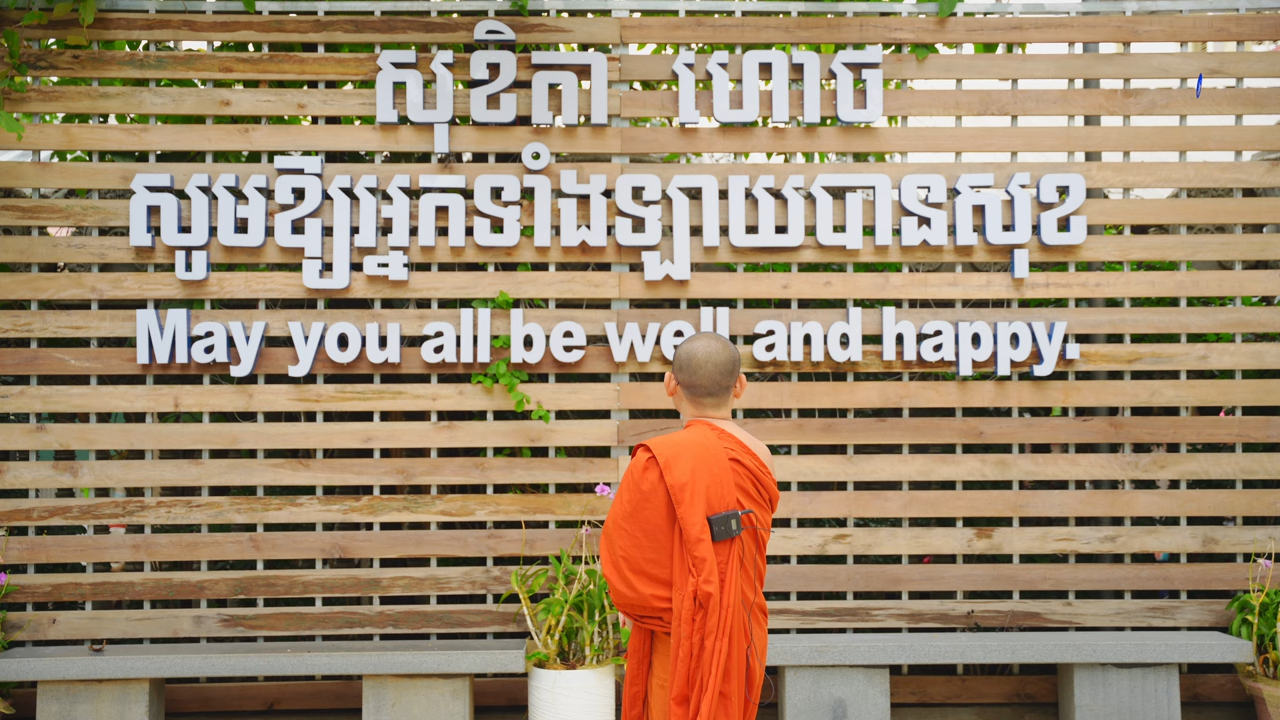 សុខិតា ហោថ
សូមឱ្យអ្នកទាំងឡាយបានសុខ
May you all be well and happy.